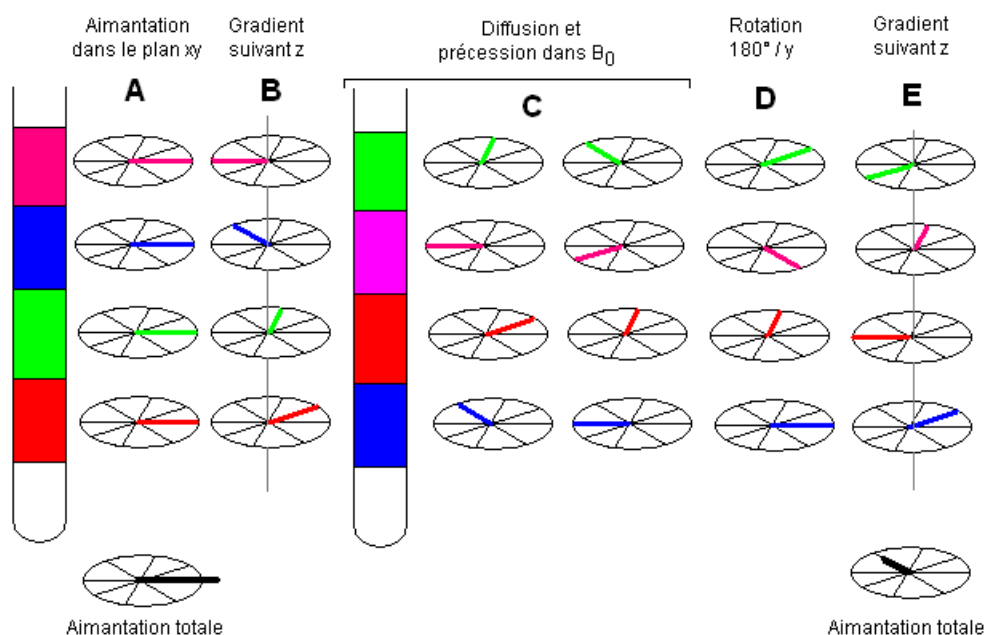 Aimantation
dans le plan xy
Gradient
suivant z
Diffusion et
précession dans B0
Rotation
180° / y
Gradient
suivant z
A
B
C
D
E
Aimantation totale
Aimantation totale